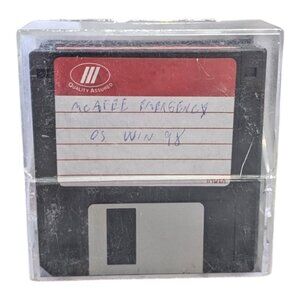 QUALITY ASSURED
McAFEE EMERGENCY
OS WIN 98